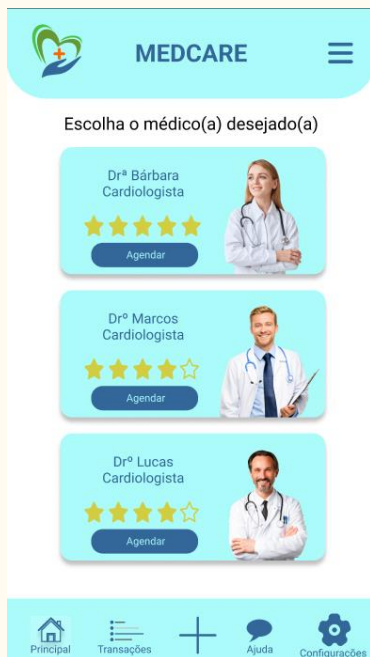 MEDCARE
Escolha o médico(a) desejado(a)
Drª Bárbara
Cardiologista
Agendar
Drº Marcos
Cardiologista
Agendar
Drº Lucas
Cardiologista
Agendar
Principal
Transações
Ajuda
Configurações